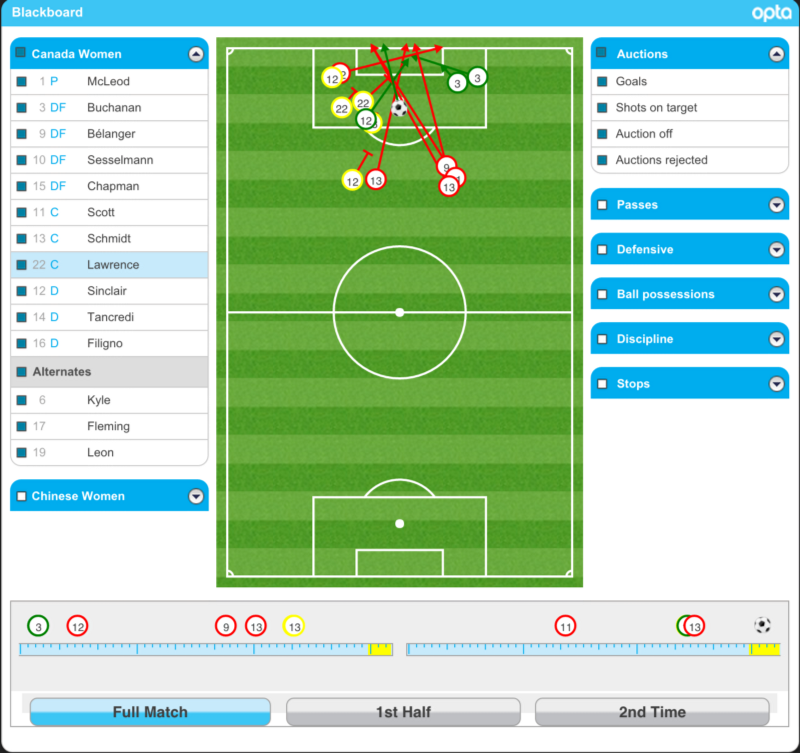 Blackboard
opta
Canada Women
1 P McLeod
3 DF Buchanan
9 DF Bélanger
10 DF Sesselmann
15 DF Chapman
11 C Scott
13 C Schmidt
22 C Lawrence
12 D Sinclair
14 D Tancredi
16 D Filigno
Alternates
6 Kyle
17 Fleming
19 Leon
Chinese Women
12
22
22
12
12
13
3
3
9
13
Auctions
Goals
Shots on target
Auction off
Auctions rejected
Passes
Defensive
Ball possessions
Discipline
Stops
3 12 9 13 13 11 13
Full Match 1st Half 2nd Time